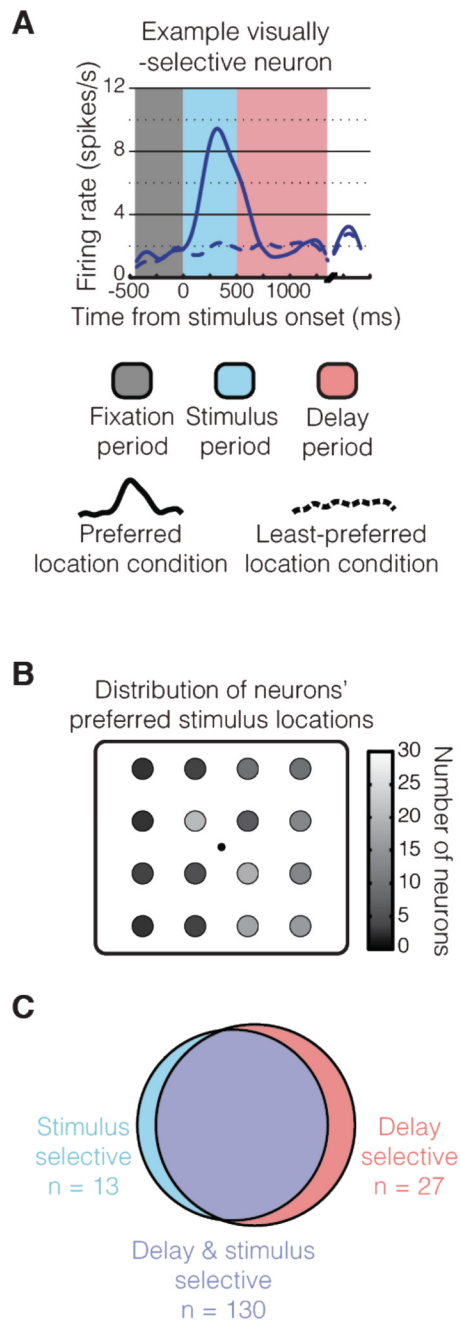 A
Example visually
-selective neuron
Firing rate (spikes/s)
12
8
4
0
-500 0 500 1000
Time from stimulus onset (ms)
Fixation period
Stimulus period
Delay period
Preferred
location condition
Least-preferred
location condition
B
Distribution of neurons'
preferred stimulus locations
30
25
20
15
10
5
0
Number of neurons
C
Stimulus
selective
n = 13
Delay
selective
n = 27
Delay & stimulus
selective
n = 130